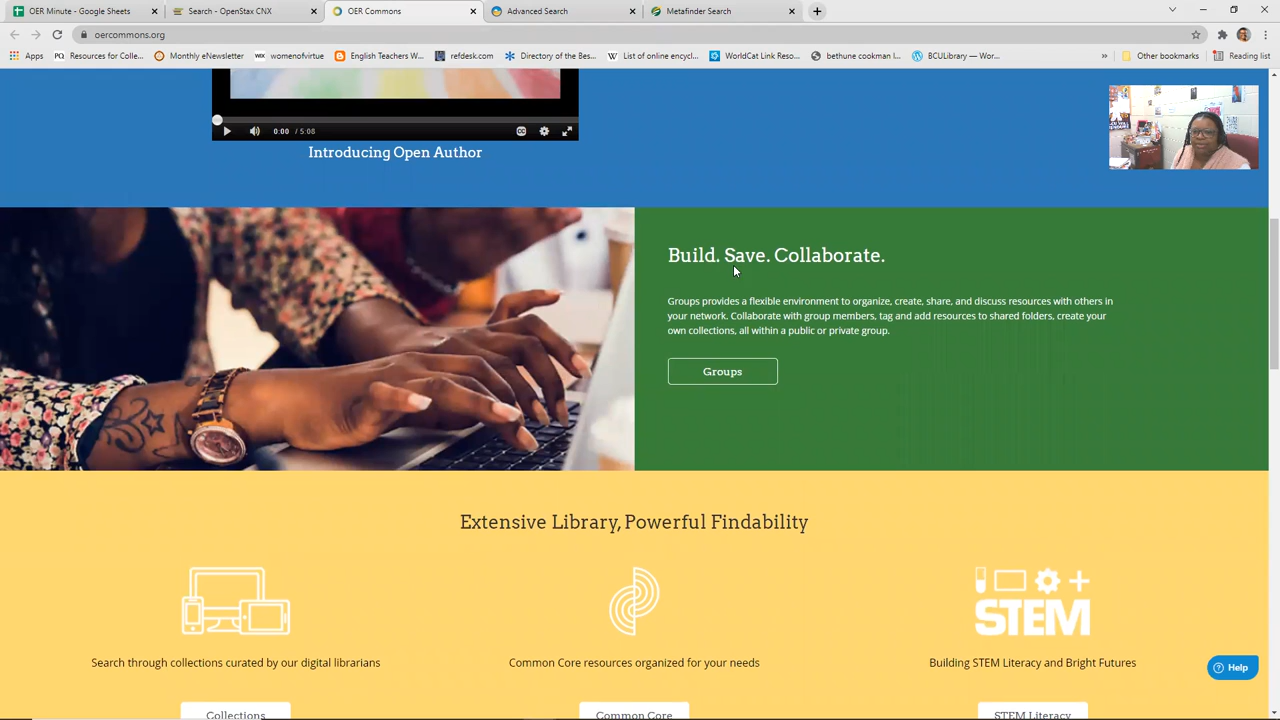 OER Minute - Google Sheets
Search - OpenStax CNX
OER Commons
Advanced Search
Metafinder Search
oercommons.org
Apps
PQ Resources for Colle...
Monthly eNewsletter
WIX womenofvirtue
English Teachers W...
refdesk.com
Directory of the Bes...
W List of online encycl...
WorldCat Link Reso...
bethune cookman l...
BCULibrary — Wor...
»
Other bookmarks
Reading list
0:00 / 5:08
CC
Introducing Open Author
Build. Save. Collaborate.
Groups provides a flexible environment to organize, create, share, and discuss resources with others in
your network. Collaborate with group members, tag and add resources to shared folders, create your
own collections, all within a public or private group.
Groups
Extensive Library, Powerful Findability
STEM
Search through collections curated by our digital librarians
Common Core resources organized for your needs
Building STEM Literacy and Bright Futures
Help
Collections
Common Core
STEM Literacy